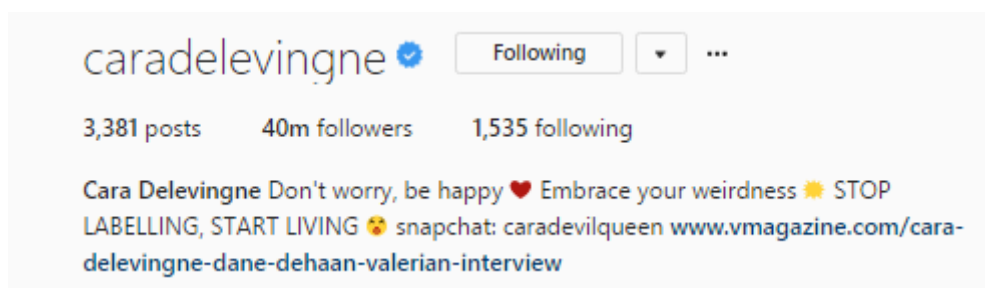 caradelevingne Following
3,381 posts 40m followers 1,535 following
Cara Delevingne Don't worry, be happy ❤ Embrace your weirdness ✹ STOP
LABELLING, START LIVING 😲 snapchat: caradevilqueen www.vmagazine.com/cara-
delevingne-dane-dehaan-valerian-interview